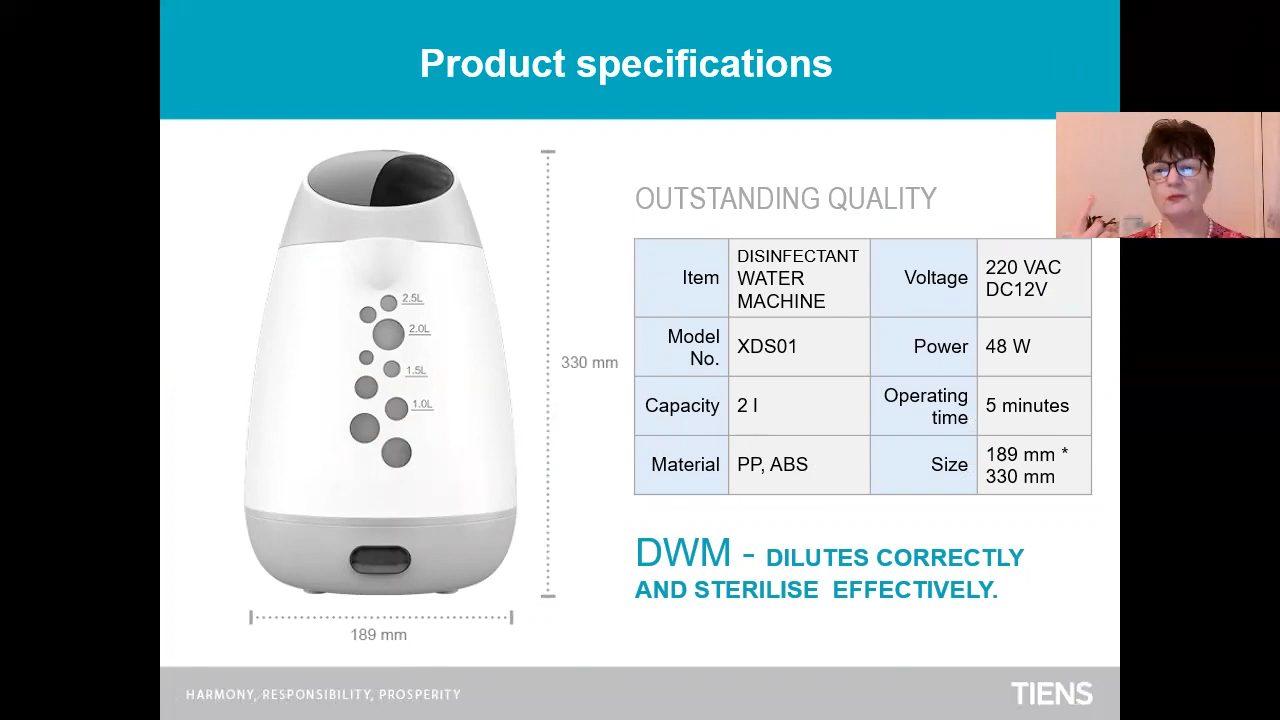 Product specifications
2.5L
2.0L
1.5L
1.0L
330 mm
189 mm
OUTSTANDING QUALITY
Item
DISINFECTANT
WATER
MACHINE
Voltage
220 VAC
DC12V
Model
No.
XDS01
Power
48 W
Capacity
2 l
Operating
time
5 minutes
Material
PP, ABS
Size
189 mm *
330 mm
DWM - DILUTES CORRECTLY
AND STERILISE EFFECTIVELY.
HARMONY, RESPONSIBILITY, PROSPERITY
TIENS